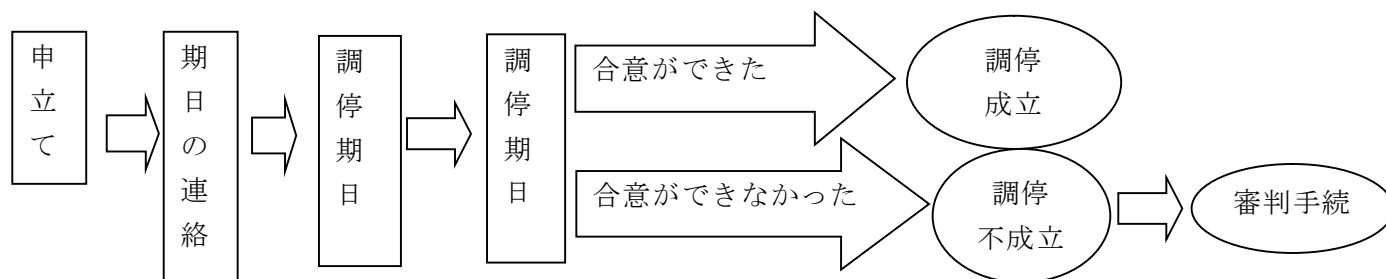 申立て
期日の連絡
調停期日
調停期日
合意ができた
調停
成立
合意ができなかった
調停
不成立
審判手続